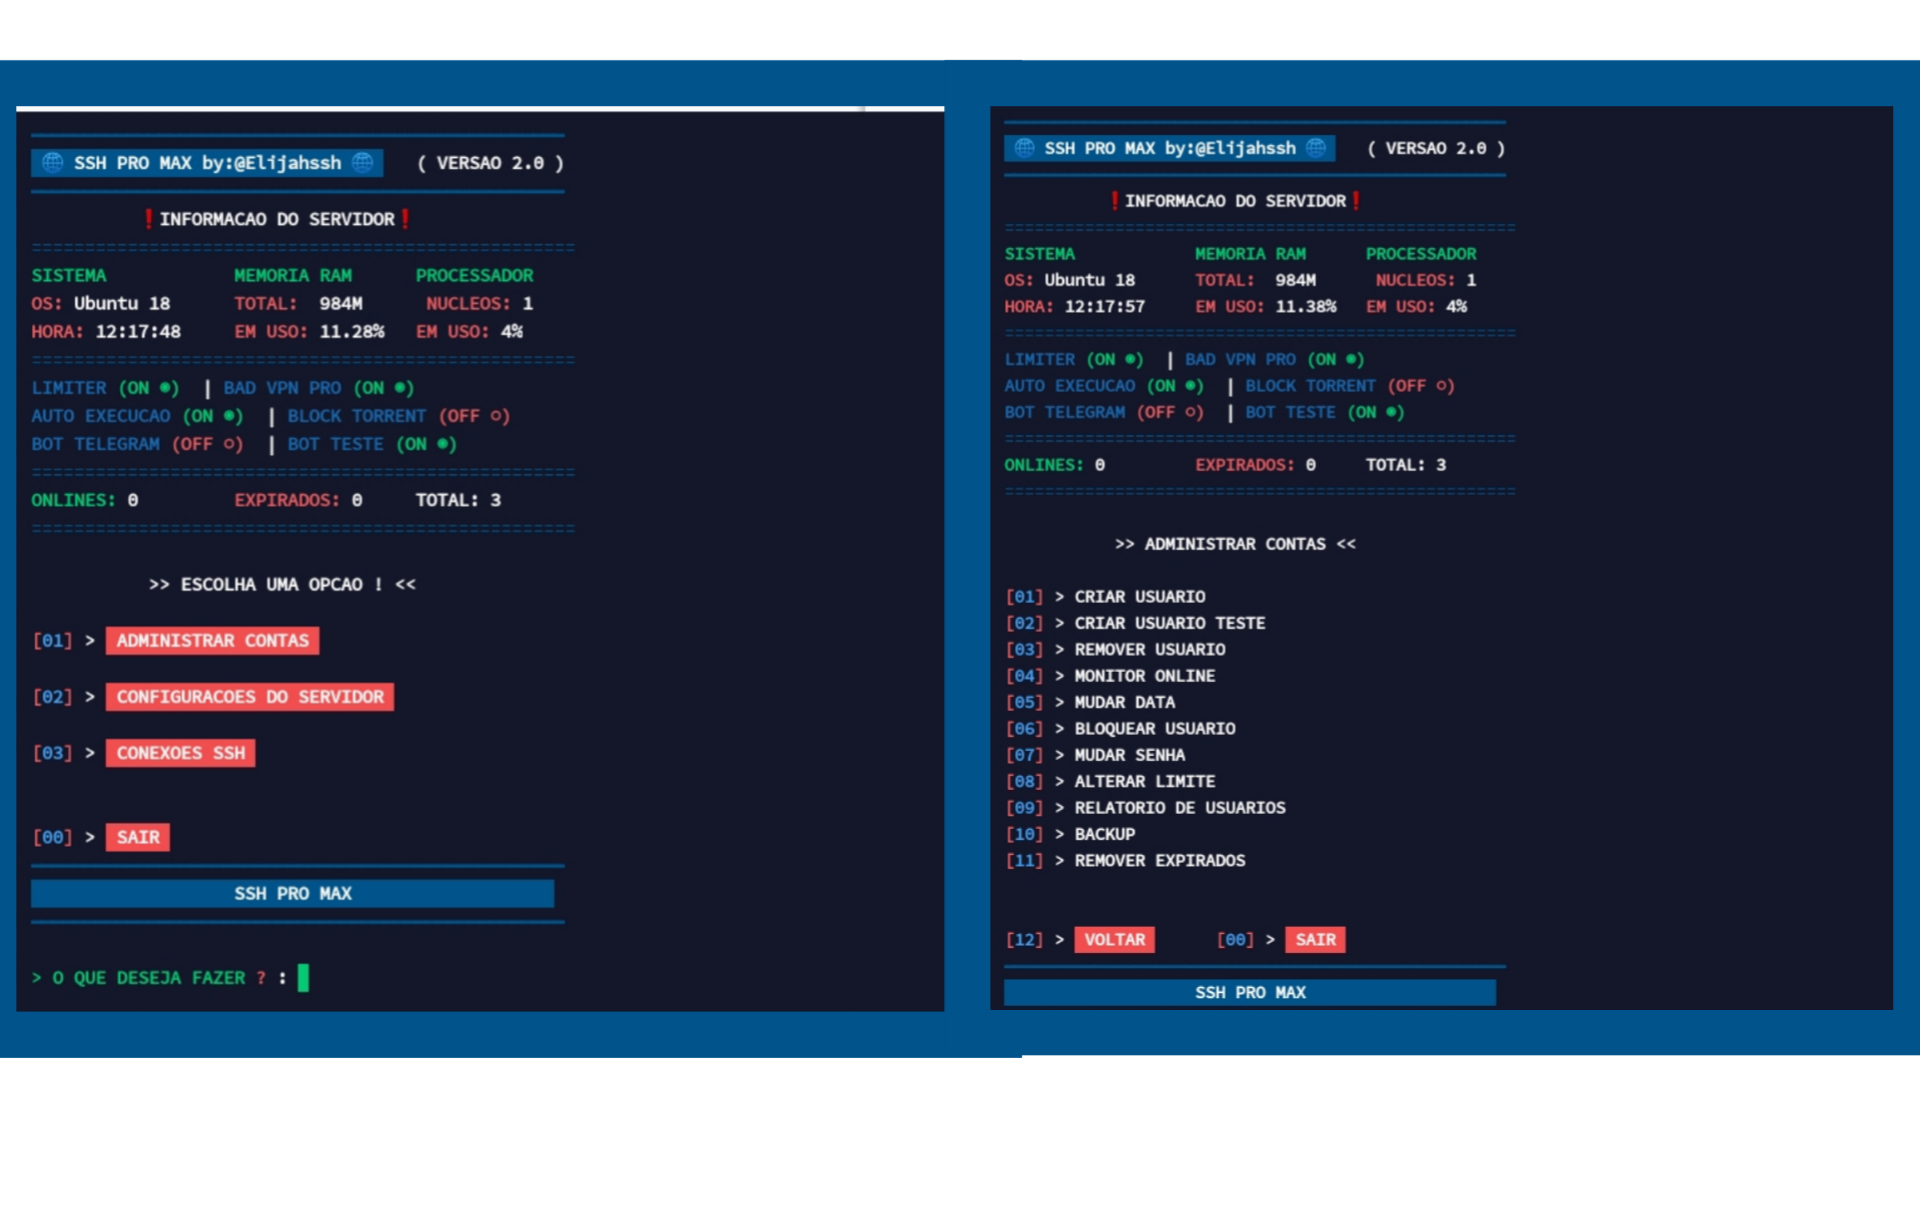 SSH PRO MAX by:@Elijahssh ( VERSAO 2.0 )
❗INFORMACAO DO SERVIDOR❗
===================================================
SISTEMA MEMORIA RAM PROCESSADOR
OS: Ubuntu 18 TOTAL: 984M NUCLEOS: 1
HORA: 12:17:48 EM USO: 11.28% EM USO: 4%
===================================================
LIMITER (ON ◉) | BAD VPN PRO (ON ◉)
AUTO EXECUCAO (ON ◉) | BLOCK TORRENT (OFF ○)
BOT TELEGRAM (OFF ○) | BOT TESTE (ON ◉)
===================================================
ONLINES: 0 EXPIRADOS: 0 TOTAL: 3
===================================================
>> ESCOLHA UMA OPCAO ! <<
[01] > ADMINISTRAR CONTAS
[02] > CONFIGURACOES DO SERVIDOR
[03] > CONEXOES SSH
[00] > SAIR
SSH PRO MAX
> O QUE DESEJA FAZER ? :
SSH PRO MAX by:@Elijahssh ( VERSAO 2.0 )
❗INFORMACAO DO SERVIDOR❗
===================================================
SISTEMA MEMORIA RAM PROCESSADOR
OS: Ubuntu 18 TOTAL: 984M NUCLEOS: 1
HORA: 12:17:57 EM USO: 11.38% EM USO: 4%
===================================================
LIMITER (ON ◉) | BAD VPN PRO (ON ◉)
AUTO EXECUCAO (ON ◉) | BLOCK TORRENT (OFF ○)
BOT TELEGRAM (OFF ○) | BOT TESTE (ON ◉)
===================================================
ONLINES: 0 EXPIRADOS: 0 TOTAL: 3
===================================================
>> ADMINISTRAR CONTAS <<
[01] > CRIAR USUARIO
[02] > CRIAR USUARIO TESTE
[03] > REMOVER USUARIO
[04] > MONITOR ONLINE
[05] > MUDAR DATA
[06] > BLOQUEAR USUARIO
[07] > MUDAR SENHA
[08] > ALTERAR LIMITE
[09] > RELATORIO DE USUARIOS
[10] > BACKUP
[11] > REMOVER EXPIRADOS
[12] > VOLTAR [00] > SAIR
SSH PRO MAX